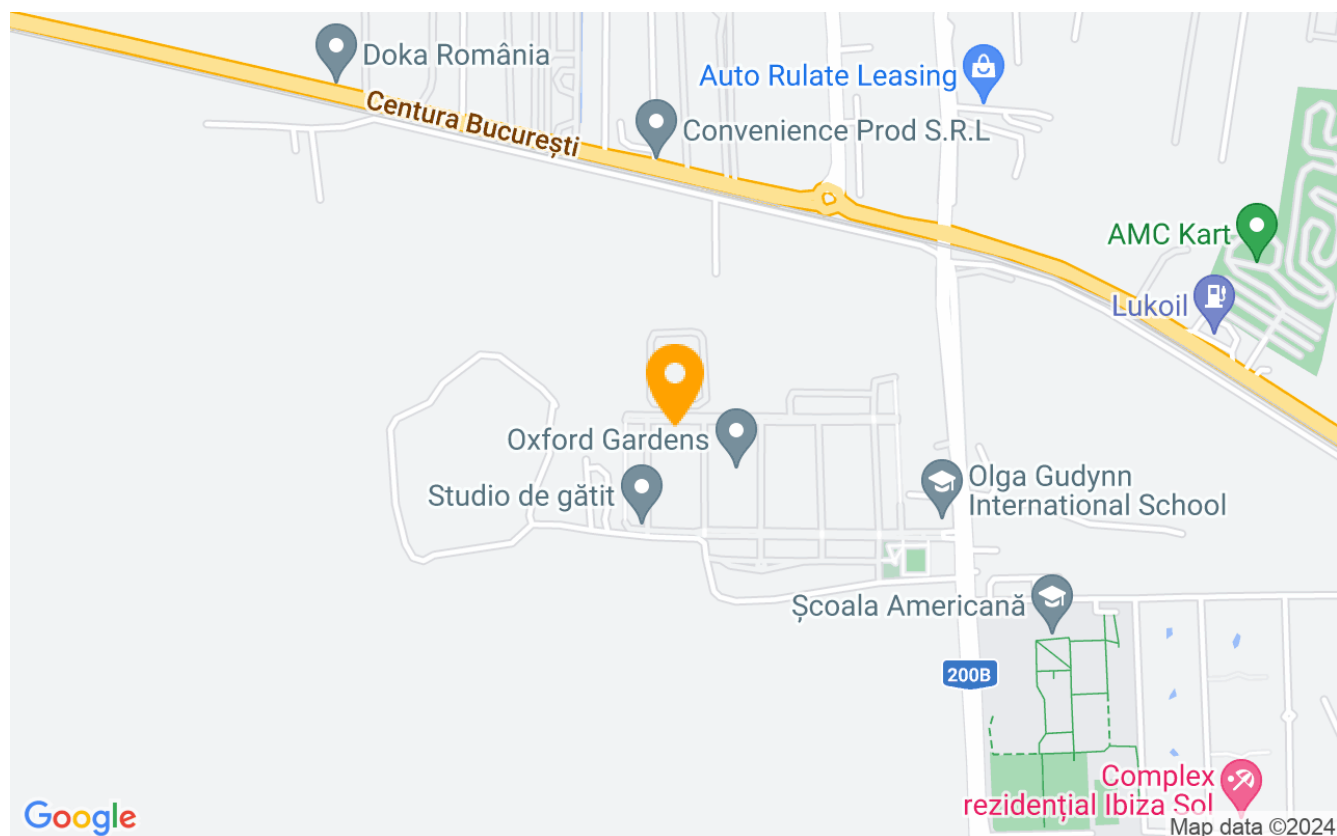 Doka România
Centura București
Auto Rulate Leasing
Convenience Prod S.R.L
AMC Kart
Lukoil
Oxford Gardens
Studio de gătit
Olga Gudynn
International School
Școala Americană
200B
Complex
rezidențial Ibiza Sol
Google
Map data ©2024